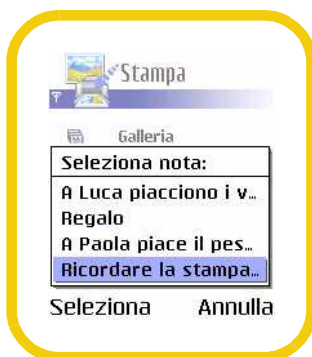 Stampa
Galleria
Seleziona nota:
A Luca piacciono i v…
Regalo
A Paola piace il pes…
Ricordare la stampa…
Seleziona Annulla